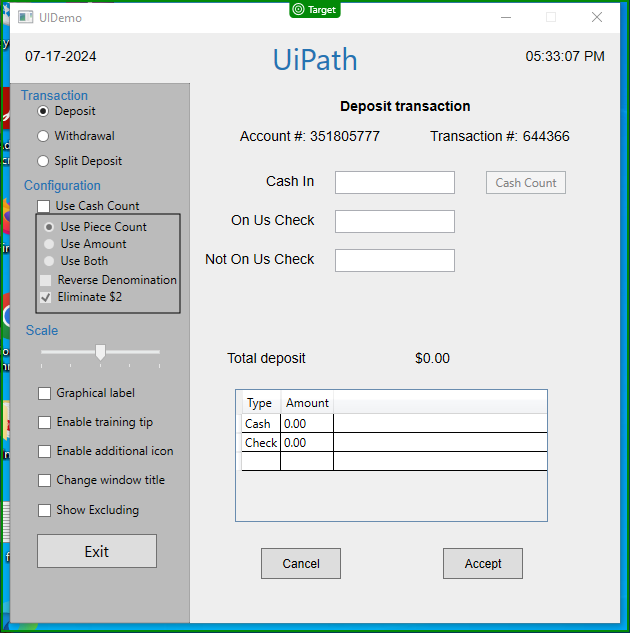 Target
UIDemo
07-17-2024
UiPath
05:33:07 PM
Transaction
Deposit
Withdrawal
Split Deposit
Configuration
Use Cash Count
Use Piece Count
Use Amount
Use Both
Reverse Denomination
Eliminate $2
Scale
Graphical label
Enable training tip
Enable additional icon
Change window title
Show Excluding
Exit
Deposit transaction
Account #: 351805777 Transaction #: 644366
Cash In Cash Count
On Us Check
Not On Us Check
Total deposit $0.00
Type Amount
Cash 0.00
Check 0.00
Cancel Accept